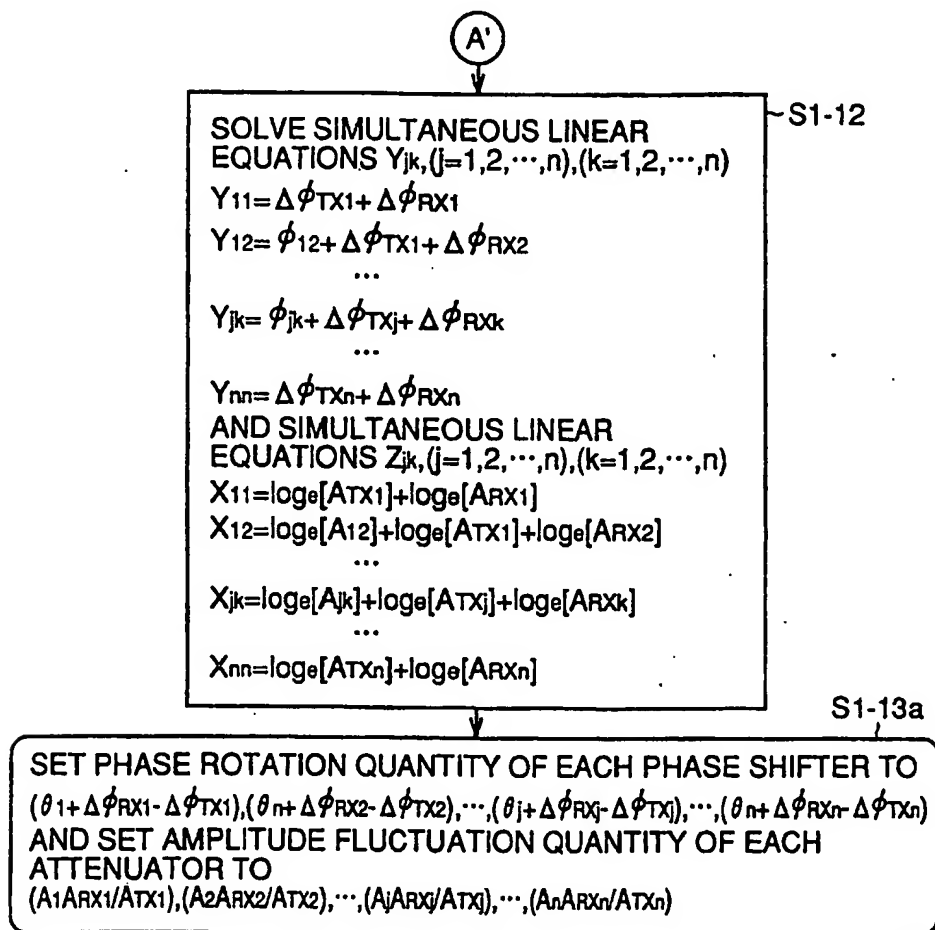 A'
S1-12
SOLVE SIMULTANEOUS LINEAR
EQUATIONS Yjk,(j=1,2,⋯,n),(k=1,2,⋯,n)
Y11=ΔϕTX1+ΔϕRX1
Y12=ϕ12+ΔϕTX1+ΔϕRX2
⋯
Yjk=ϕjk+ΔϕTXj+ΔϕRXk
⋯
Ynn=ΔϕTXn+ΔϕRXn
AND SIMULTANEOUS LINEAR
EQUATIONS Zjk,(j=1,2,⋯,n),(k=1,2,⋯,n)
X11=loge[ATX1]+loge[ARX1]
X12=loge[A12]+loge[ATX1]+loge[ARX2]
⋯
Xjk=loge[Ajk]+loge[ATXj]+loge[ARXk]
⋯
Xnn=loge[ATXn]+loge[ARXn]
S1-13a
SET PHASE ROTATION QUANTITY OF EACH PHASE SHIFTER TO
(θ1+ΔϕRX1-ΔϕTX1),(θn+ΔϕRX2-ΔϕTX2),⋯,(θj+ΔϕRXj-ΔϕTXj),⋯,(θn+ΔϕRXn-ΔϕTXn)
AND SET AMPLITUDE FLUCTUATION QUANTITY OF EACH
ATTENUATOR TO
(A1ARX1/ATX1),(A2ARX2/ATX2),⋯,(AjARXj/ATXj),⋯,(AnARXn/ATXn)